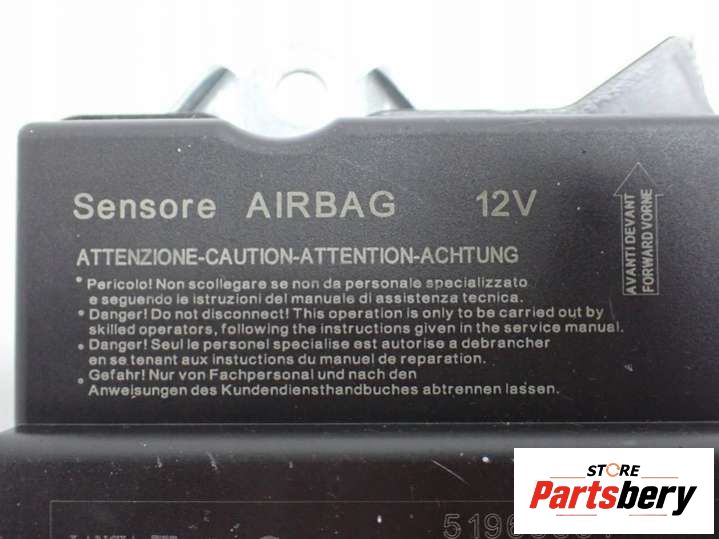 Sensore AIRBAG 12V
AVANTI DEVANT
FORWARD VORNE
ATTENZIONE-CAUTION-ATTENTION-ACHTUNG
• Pericolo! Non scollegare se non da personale specializzato
e seguendo le istruzioni del manuale di assistenza tecnica.
• Danger! Do not disconnect! This operation is only to be carried out by
skilled operators, following the instructions given in the service manual.
• Danger! Seul le personel specialise est autorise a debrancher
en se tenant aux instuctions du manuel de reparation.
• Gefahr! Nur von Fachpersonal und nach den
Anweisungen des Kundendiensthandbuches abtrennen lassen.
STORE
Partsbery